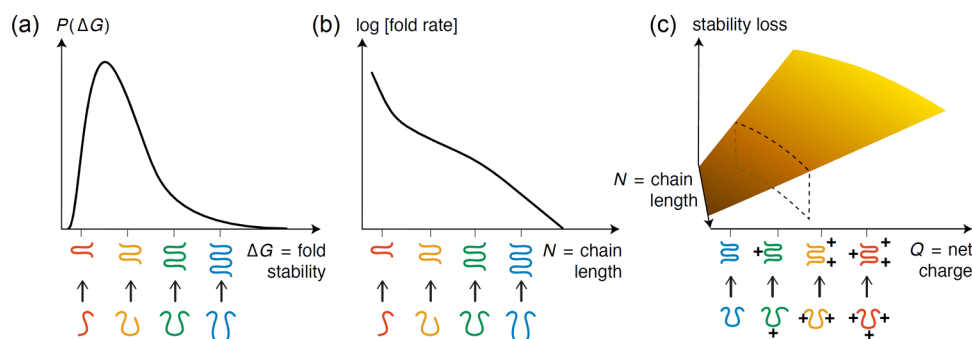 (a)
P(ΔG)
ΔG = fold
stability
(b)
log [fold rate]
N = chain
length
(c)
stability loss
N = chain
length
+ + + + + + +
Q = net
charge
+ + + + + +